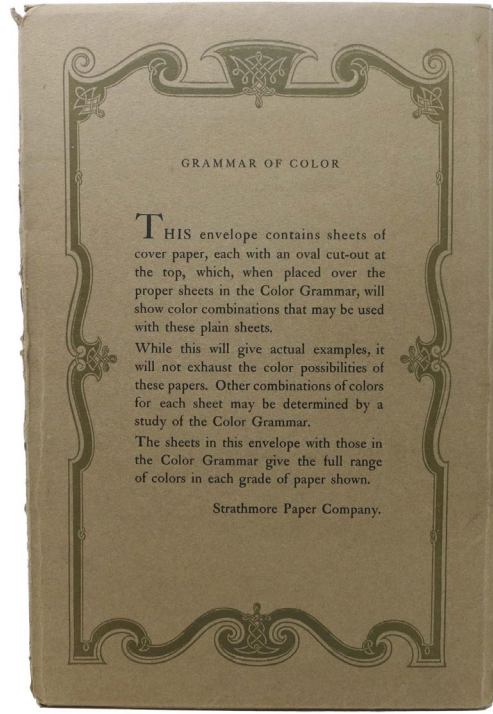 GRAMMAR OF COLOR
THIS envelope contains sheets of
cover paper, each with an oval cut-out at
the top, which, when placed over the
proper sheets in the Color Grammar, will
show color combinations that may be used
with these plain sheets.
While this will give actual examples, it
will not exhaust the color possibilities of
these papers. Other combinations of colors
for each sheet may be determined by a
study of the Color Grammar.
The sheets in this envelope with those in
the Color Grammar give the full range
of colors in each grade of paper shown.
Strathmore Paper Company.